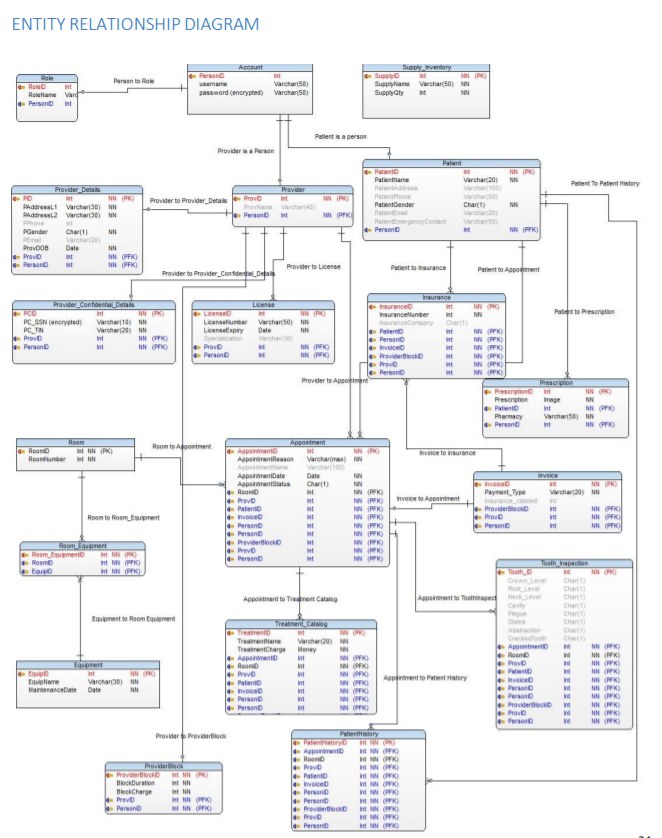 ENTITY RELATIONSHIP DIAGRAM
Role
RoleID Int
RoleName Varc
PersonID Int
Person to Role
Account
PersonID Int NN (PK)
username Varchar(50) NN
password (encrypted) Varchar(50) NN
Supply_Inventory
SupplyID Int NN (PK)
SupplyName Varchar(50) NN
SupplyQty Int NN
Patient is a person
Provider is a Person
Provider_Details
PID Int NN (PK)
PAddressL1 Varchar(30) NN
PAddressL2 Varchar(30) NN
PPhone Int
PGender Char(1) NN
PEmail Varchar(20)
ProvDOB Date NN
ProvID Int NN (PFK)
PersonID Int NN (PFK)
Provider to Provider_Details
Provider
ProvID Int NN (PK)
ProvName Varchar(40)
PersonID Int NN (PFK)
Patient
PatientID Int NN (PK)
PatientName Varchar(20) NN
PatientAddress Varchar(100)
PatientPhone Varchar(50)
PatientGender Char(1) NN
PatientEmail Varchar(20)
PatientEmergencyContact Varchar(50)
PersonID Int NN (PFK)
Patient To Patient History
Provider to Provider_Confidential_Details
Provider to License
Patient to Insurance
Patient to Appointment
Provider_Confidential_Details
PCID Int NN (PK)
PC_SSN (encrypted) Varchar(10) NN
PC_TIN Varchar(20) NN
ProvID Int NN (PFK)
PersonID Int NN (PFK)
License
LicenseID Int NN (PK)
LicenseNumber Varchar(50) NN
LicenseExpiry Date NN
Specialization Varchar(30)
ProvID Int NN (PFK)
PersonID Int NN (PFK)
Insurance
InsuranceID Int NN (PK)
InsuranceNumber Int NN
InsuranceCompany Char(1)
PatientID Int NN (PFK)
PersonID Int NN (PFK)
InvoiceID Int NN (PFK)
ProviderBlockID Int NN (PFK)
ProvID Int NN (PFK)
PersonID Int NN (PFK)
Patient to Prescription
Provider to Appointment
Prescription
PrescriptionID Int NN (PK)
Prescription Image NN
PatientID Int NN (PFK)
Pharmacy Varchar(50) NN
PersonID Int NN (PFK)
Room
RoomID Int NN (PK)
RoomNumber Int NN
Room to Appointment
Appointment
AppointmentID Int NN (PK)
AppointmentReason Varchar(max) NN
AppointmentName Varchar(100)
AppointmentDate Date NN
AppointmentStatus Char(1) NN
RoomID Int NN (PFK)
ProvID Int NN (PFK)
PatientID Int NN (PFK)
InvoiceID Int NN (PFK)
PersonID Int NN (PFK)
PersonID Int NN (PFK)
ProviderBlockID Int NN (PFK)
ProvID Int NN (PFK)
PersonID Int NN (PFK)
Invoice to insurance
Invoice
InvoiceID Int NN (PK)
Payment_Type Varchar(20) NN
Insurance_claimed Int
ProviderBlockID Int NN (PFK)
ProvID Int NN (PFK)
PersonID Int NN (PFK)
Invoice to Appointment
Room to Room_Equipment
Room_Equipment
Room_EquipmentID Int NN (PK)
RoomID Int NN (PFK)
EquipID Int NN (PFK)
Equipment to Room Equipment
Appointment to Treatment Catalog
Appointment to ToothInspect
Tooth_Inspection
Tooth_ID Int NN (PK)
Crown_Level Char(1)
Root_Level Char(1)
Neck_Level Char(1)
Cavity Char(1)
Plaque Char(1)
Stains Char(1)
Abstraction Char(1)
CrackedTooth Char(1)
AppointmentID Int NN (PFK)
RoomID Int NN (PFK)
ProvID Int NN (PFK)
PatientID Int NN (PFK)
InvoiceID Int NN (PFK)
PersonID Int NN (PFK)
PersonID Int NN (PFK)
ProviderBlockID Int NN (PFK)
ProvID Int NN (PFK)
PersonID Int NN (PFK)
Treatment_Catalog
TreatmentID Int NN (PK)
TreatmentName Varchar(20) NN
TreatmentCharge Money NN
AppointmentID Int NN (PFK)
RoomID Int NN (PFK)
ProvID Int NN (PFK)
PatientID Int NN (PFK)
InvoiceID Int NN (PFK)
PersonID Int NN (PFK)
PersonID Int NN (PFK)
Equipment
EquipID Int NN (PK)
EquipName Varchar(30) NN
MaintenanceDate Date NN
Appointment to Patient History
Provider to ProviderBlock
ProviderBlock
ProviderBlockID Int NN (PK)
BlockDuration Int NN
BlockCharge Int NN
ProvID Int NN (PFK)
PersonID Int NN (PFK)
PatientHistory
PatientHistoryID Int NN (PK)
AppointmentID Int NN (PFK)
RoomID Int NN (PFK)
ProvID Int NN (PFK)
PatientID Int NN (PFK)
InvoiceID Int NN (PFK)
PersonID Int NN (PFK)
PersonID Int NN (PFK)
ProviderBlockID Int NN (PFK)
ProvID Int NN (PFK)
PersonID Int NN (PFK)